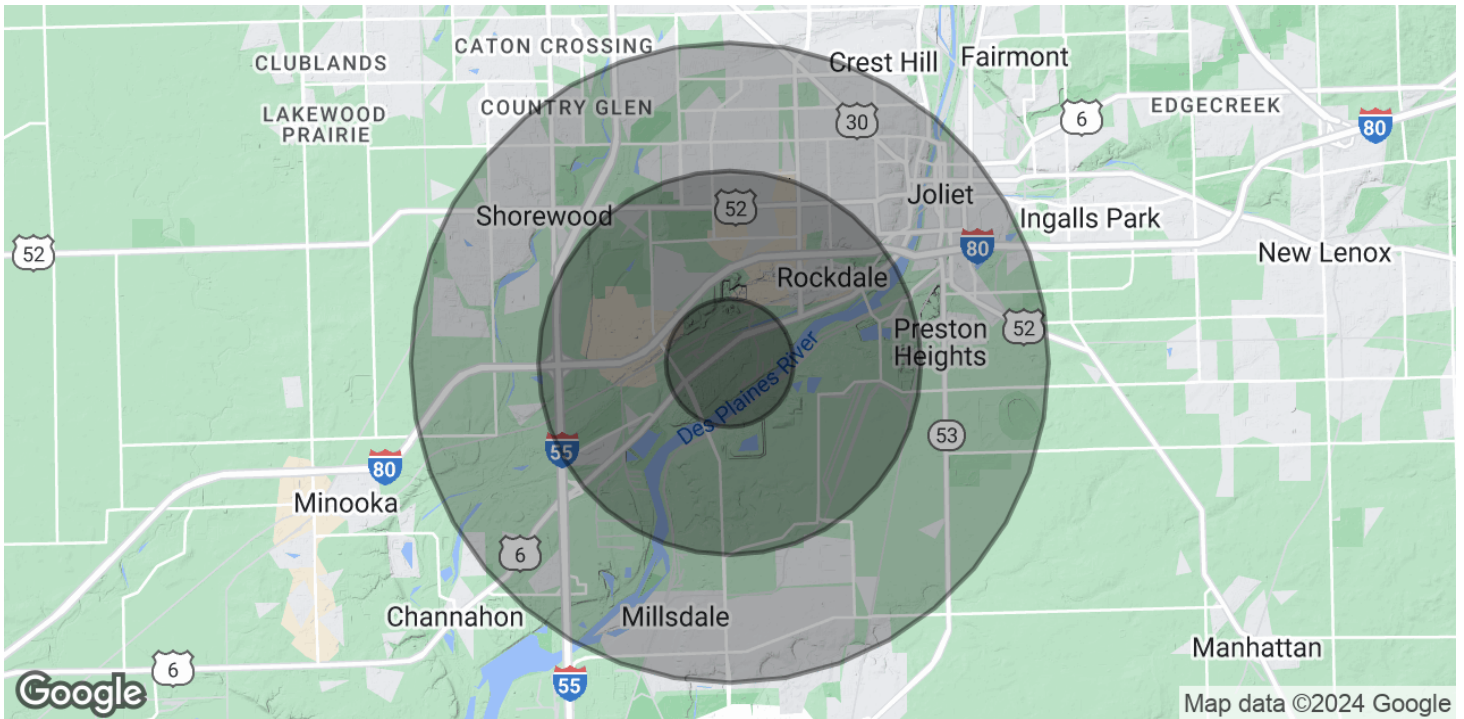 CATON CROSSING
CLUBLANDS
Crest Hill
Fairmont
COUNTRY GLEN
LAKEWOOD
PRAIRIE
30
6
EDGECREEK
80
52
Shorewood
52
Joliet
Ingalls Park
80
New Lenox
Rockdale
Preston
Heights
52
Des Plaines River
53
55
80
Minooka
6
Channahon
Millsdale
Manhattan
6
55
Google
Map data ©2024 Google